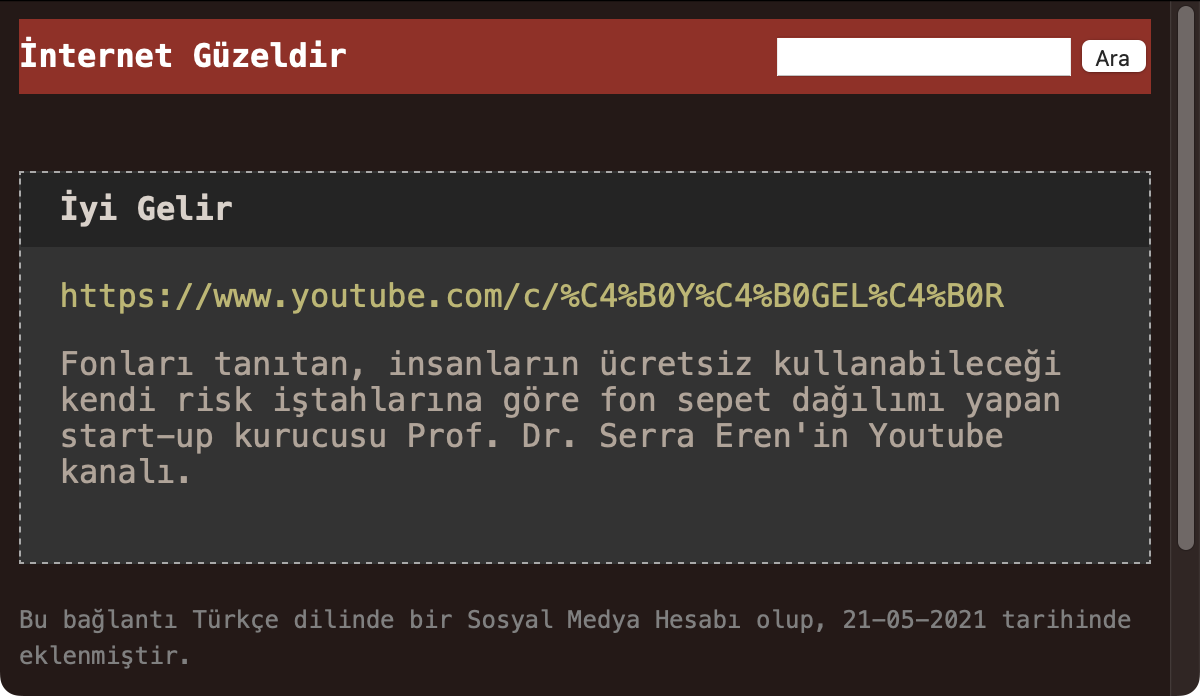 İnternet Güzeldir
Ara
İyi Gelir
https://www.youtube.com/c/%C4%B0Y%C4%B0GEL%C4%B0R
Fonları tanıtan, insanların ücretsiz kullanabileceği
kendi risk iştahlarına göre fon sepet dağılımı yapan
start-up kurucusu Prof. Dr. Serra Eren'in Youtube
kanalı.
Bu bağlantı Türkçe dilinde bir Sosyal Medya Hesabı olup, 21-05-2021 tarihinde
eklenmiştir.